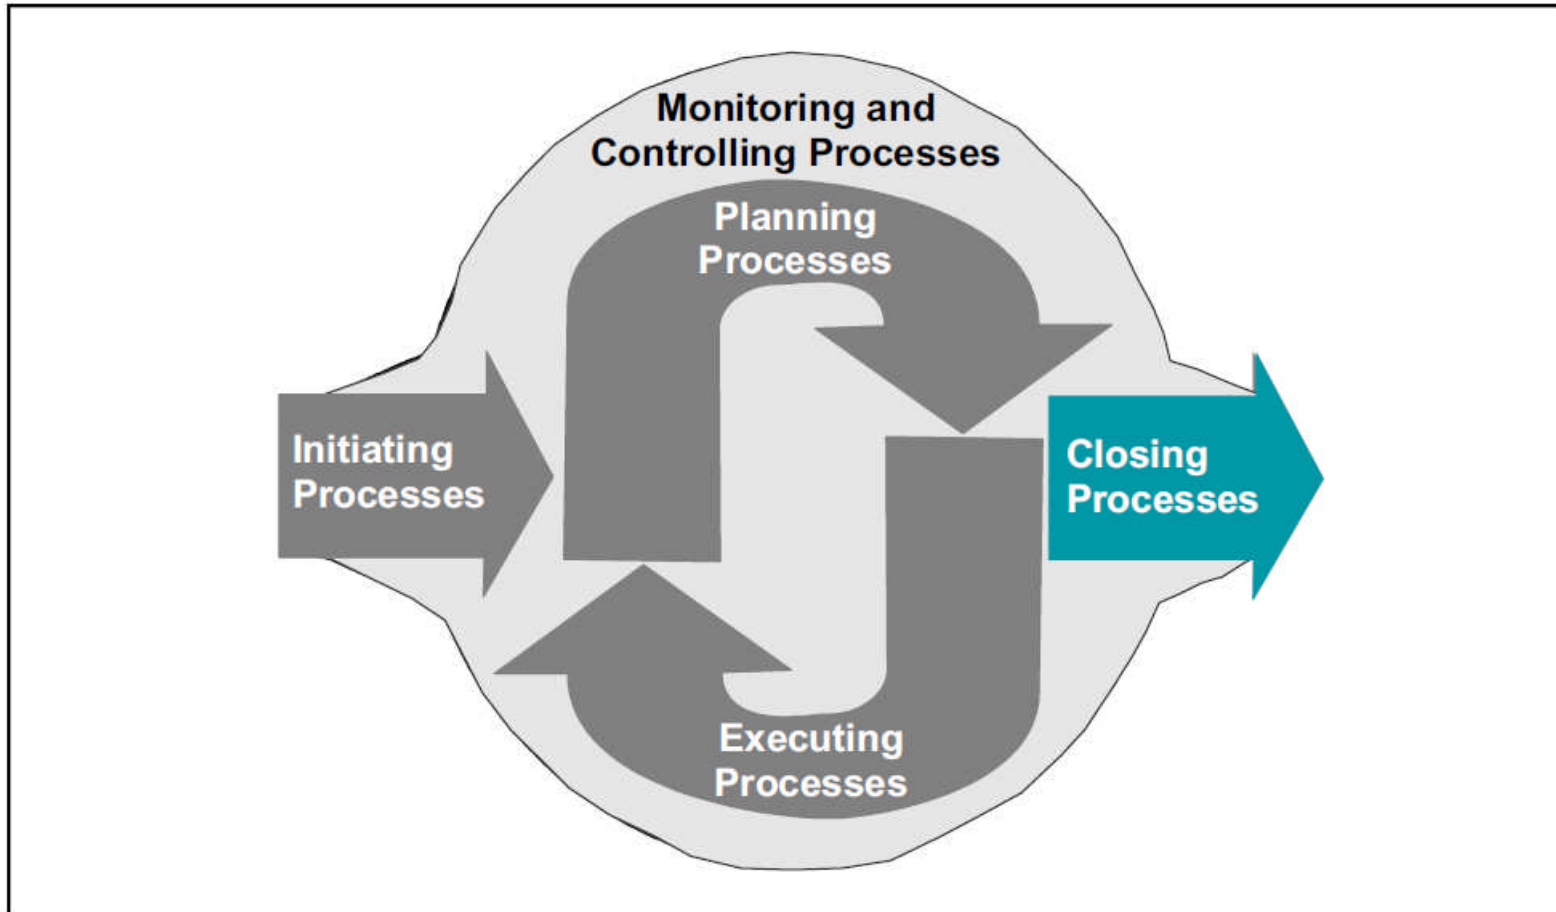 Monitoring and
Controlling Processes
Planning
Processes
Initiating
Processes
Closing
Processes
Executing
Processes